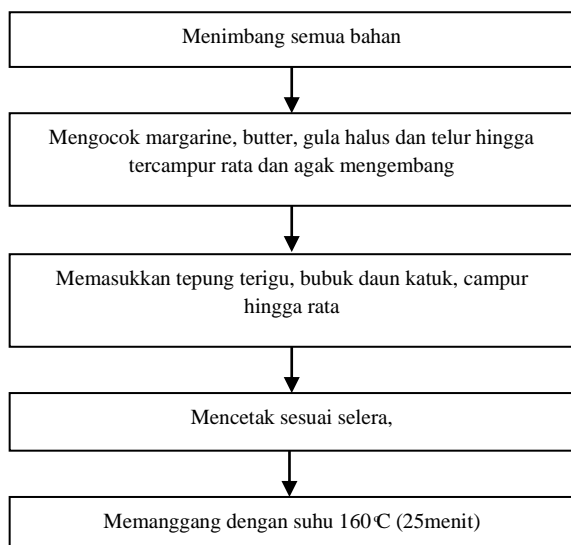 Menimbang semua bahan
Mengocok margarine, butter, gula halus dan telur hingga
tercampur rata dan agak mengembang
Memasukkan tepung terigu, bubuk daun katuk, campur
hingga rata
Mencetak sesuai selera,
Memanggang dengan suhu 160°C (25menit)